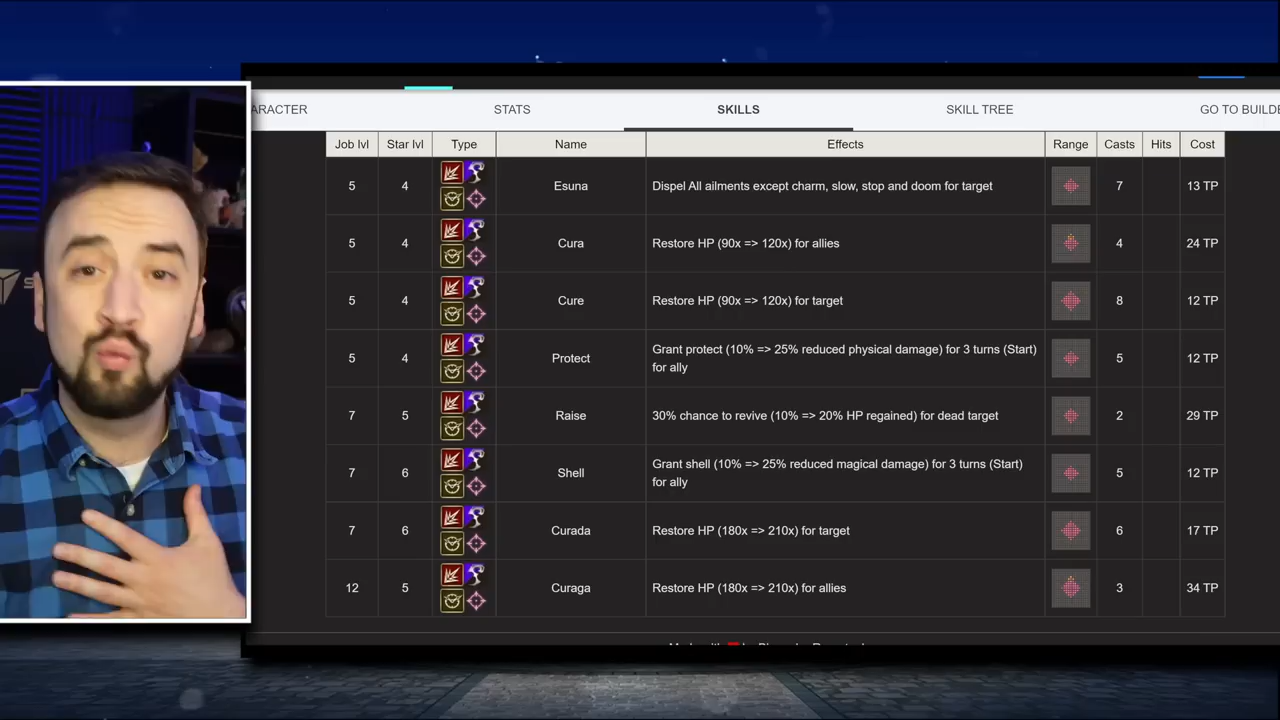 ARACTER STATS SKILLS SKILL TREE GO TO BUILDE
Job lvl Star lvl Type Name Effects Range Casts Hits Cost
5 4 Esuna Dispel All ailments except charm, slow, stop and doom for target 7 13 TP
5 4 Cura Restore HP (90x => 120x) for allies 4 24 TP
5 4 Cure Restore HP (90x => 120x) for target 8 12 TP
5 4 Protect Grant protect (10% => 25% reduced physical damage) for 3 turns (Start)
for ally 5 12 TP
7 5 Raise 30% chance to revive (10% => 20% HP regained) for dead target 2 29 TP
7 6 Shell Grant shell (10% => 25% reduced magical damage) for 3 turns (Start)
for ally 5 12 TP
7 6 Curada Restore HP (180x => 210x) for target 6 17 TP
12 5 Curaga Restore HP (180x => 210x) for allies 3 34 TP